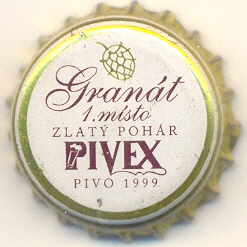 Granát
1. místo
ZLATÝ POHÁR
PIVEX
PIVO 1999